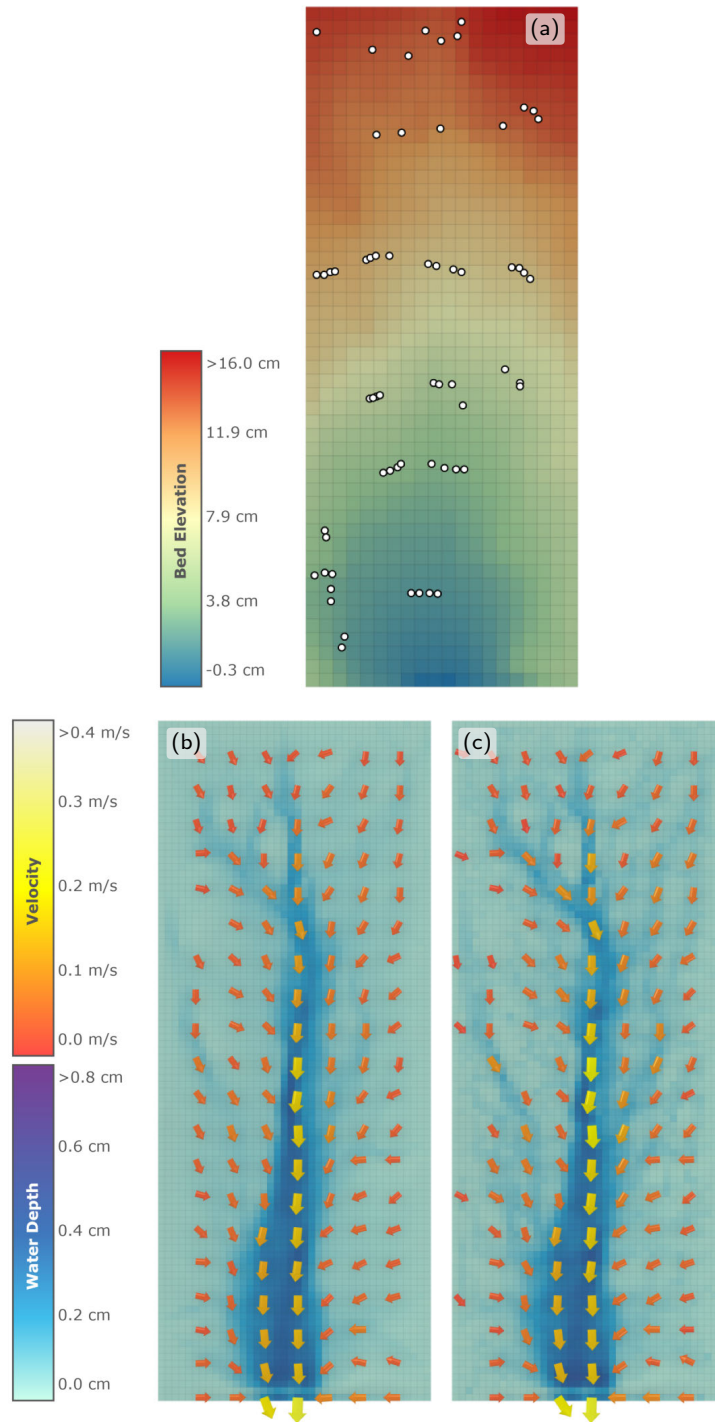 (a)
Bed Elevation
>16.0 cm
11.9 cm
7.9 cm
3.8 cm
-0.3 cm
(b)
(c)
Velocity
>0.4 m/s
0.3 m/s
0.2 m/s
0.1 m/s
0.0 m/s
Water Depth
>0.8 cm
0.6 cm
0.4 cm
0.2 cm
0.0 cm